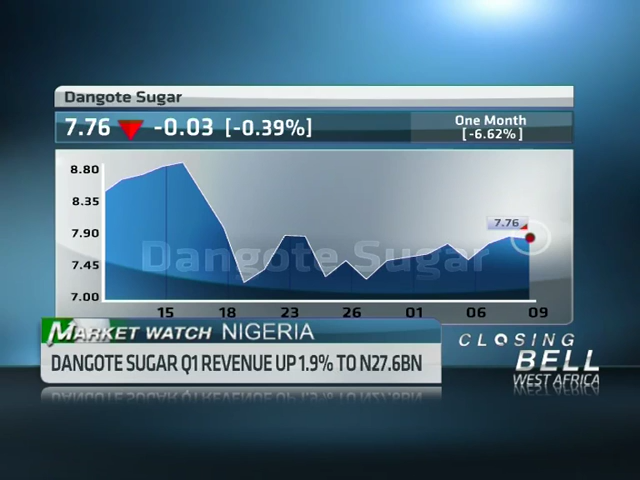 Dangote Sugar
7.76 -0.03 [-0.39%]
One Month
[-6.62%]
8.80
8.35
7.90
7.45
7.00
7.76
Dangote Sugar
15 18 23 26 01 06 09
MARKET WATCH NIGERIA
DANGOTE SUGAR Q1 REVENUE UP 1.9% TO N27.6BN
CLOSING
BELL
WEST AFRICA